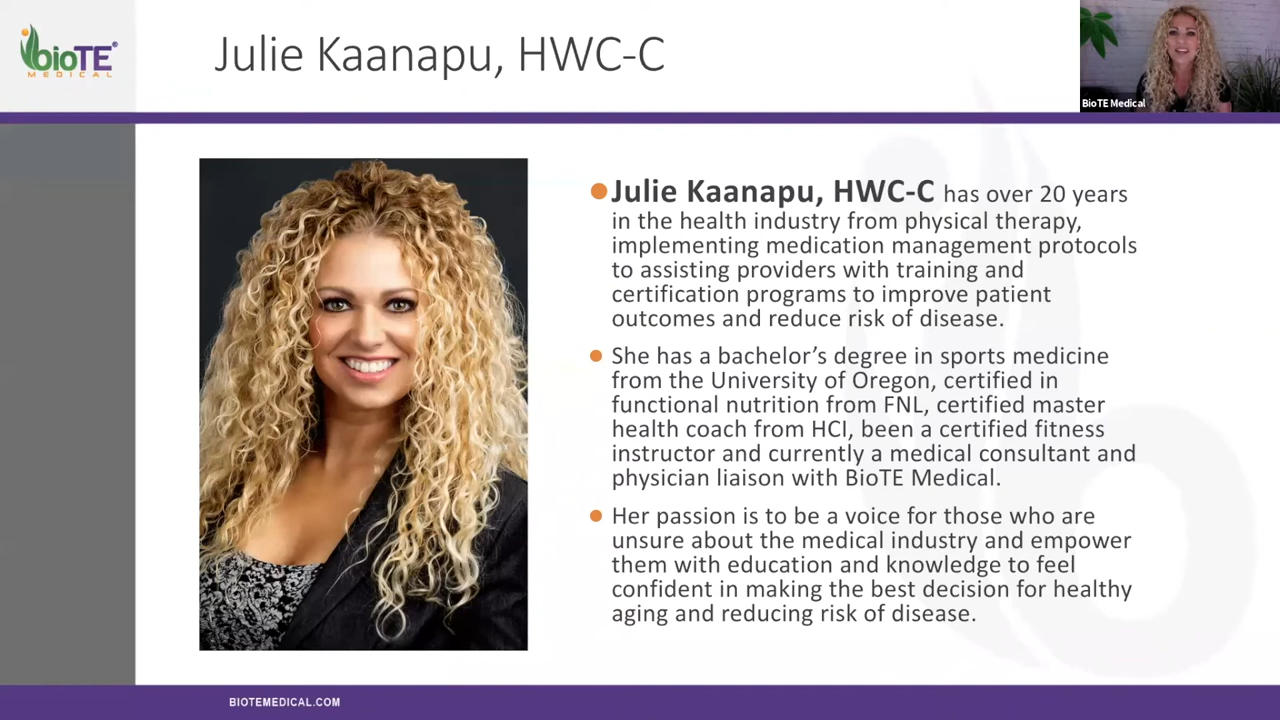 bioTE®
MEDICAL
Julie Kaanapu, HWC-C
BioTE Medical
Julie Kaanapu, HWC-C has over 20 years
in the health industry from physical therapy,
implementing medication management protocols
to assisting providers with training and
certification programs to improve patient
outcomes and reduce risk of disease.
She has a bachelor’s degree in sports medicine
from the University of Oregon, certified in
functional nutrition from FNL, certified master
health coach from HCI, been a certified fitness
instructor and currently a medical consultant and
physician liaison with BioTE Medical.
Her passion is to be a voice for those who are
unsure about the medical industry and empower
them with education and knowledge to feel
confident in making the best decision for healthy
aging and reducing risk of disease.
BIOTEMEDICAL.COM